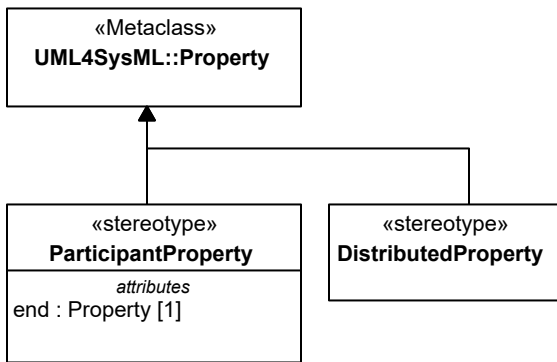 «Metaclass»
UML4SysML::Property
«stereotype»
ParticipantProperty
attributes
end : Property [1]
«stereotype»
DistributedProperty